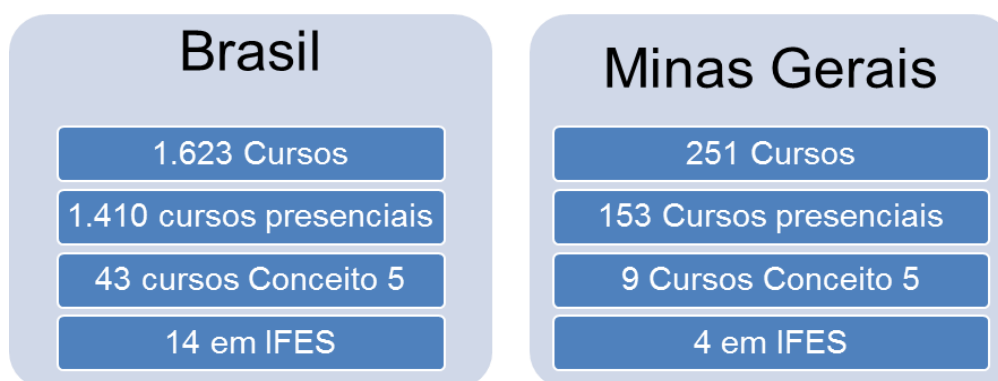 Brasil
1.623 Cursos
1.410 cursos presenciais
43 cursos Conceito 5
14 em IFES
Minas Gerais
251 Cursos
153 Cursos presenciais
9 Cursos Conceito 5
4 em IFES